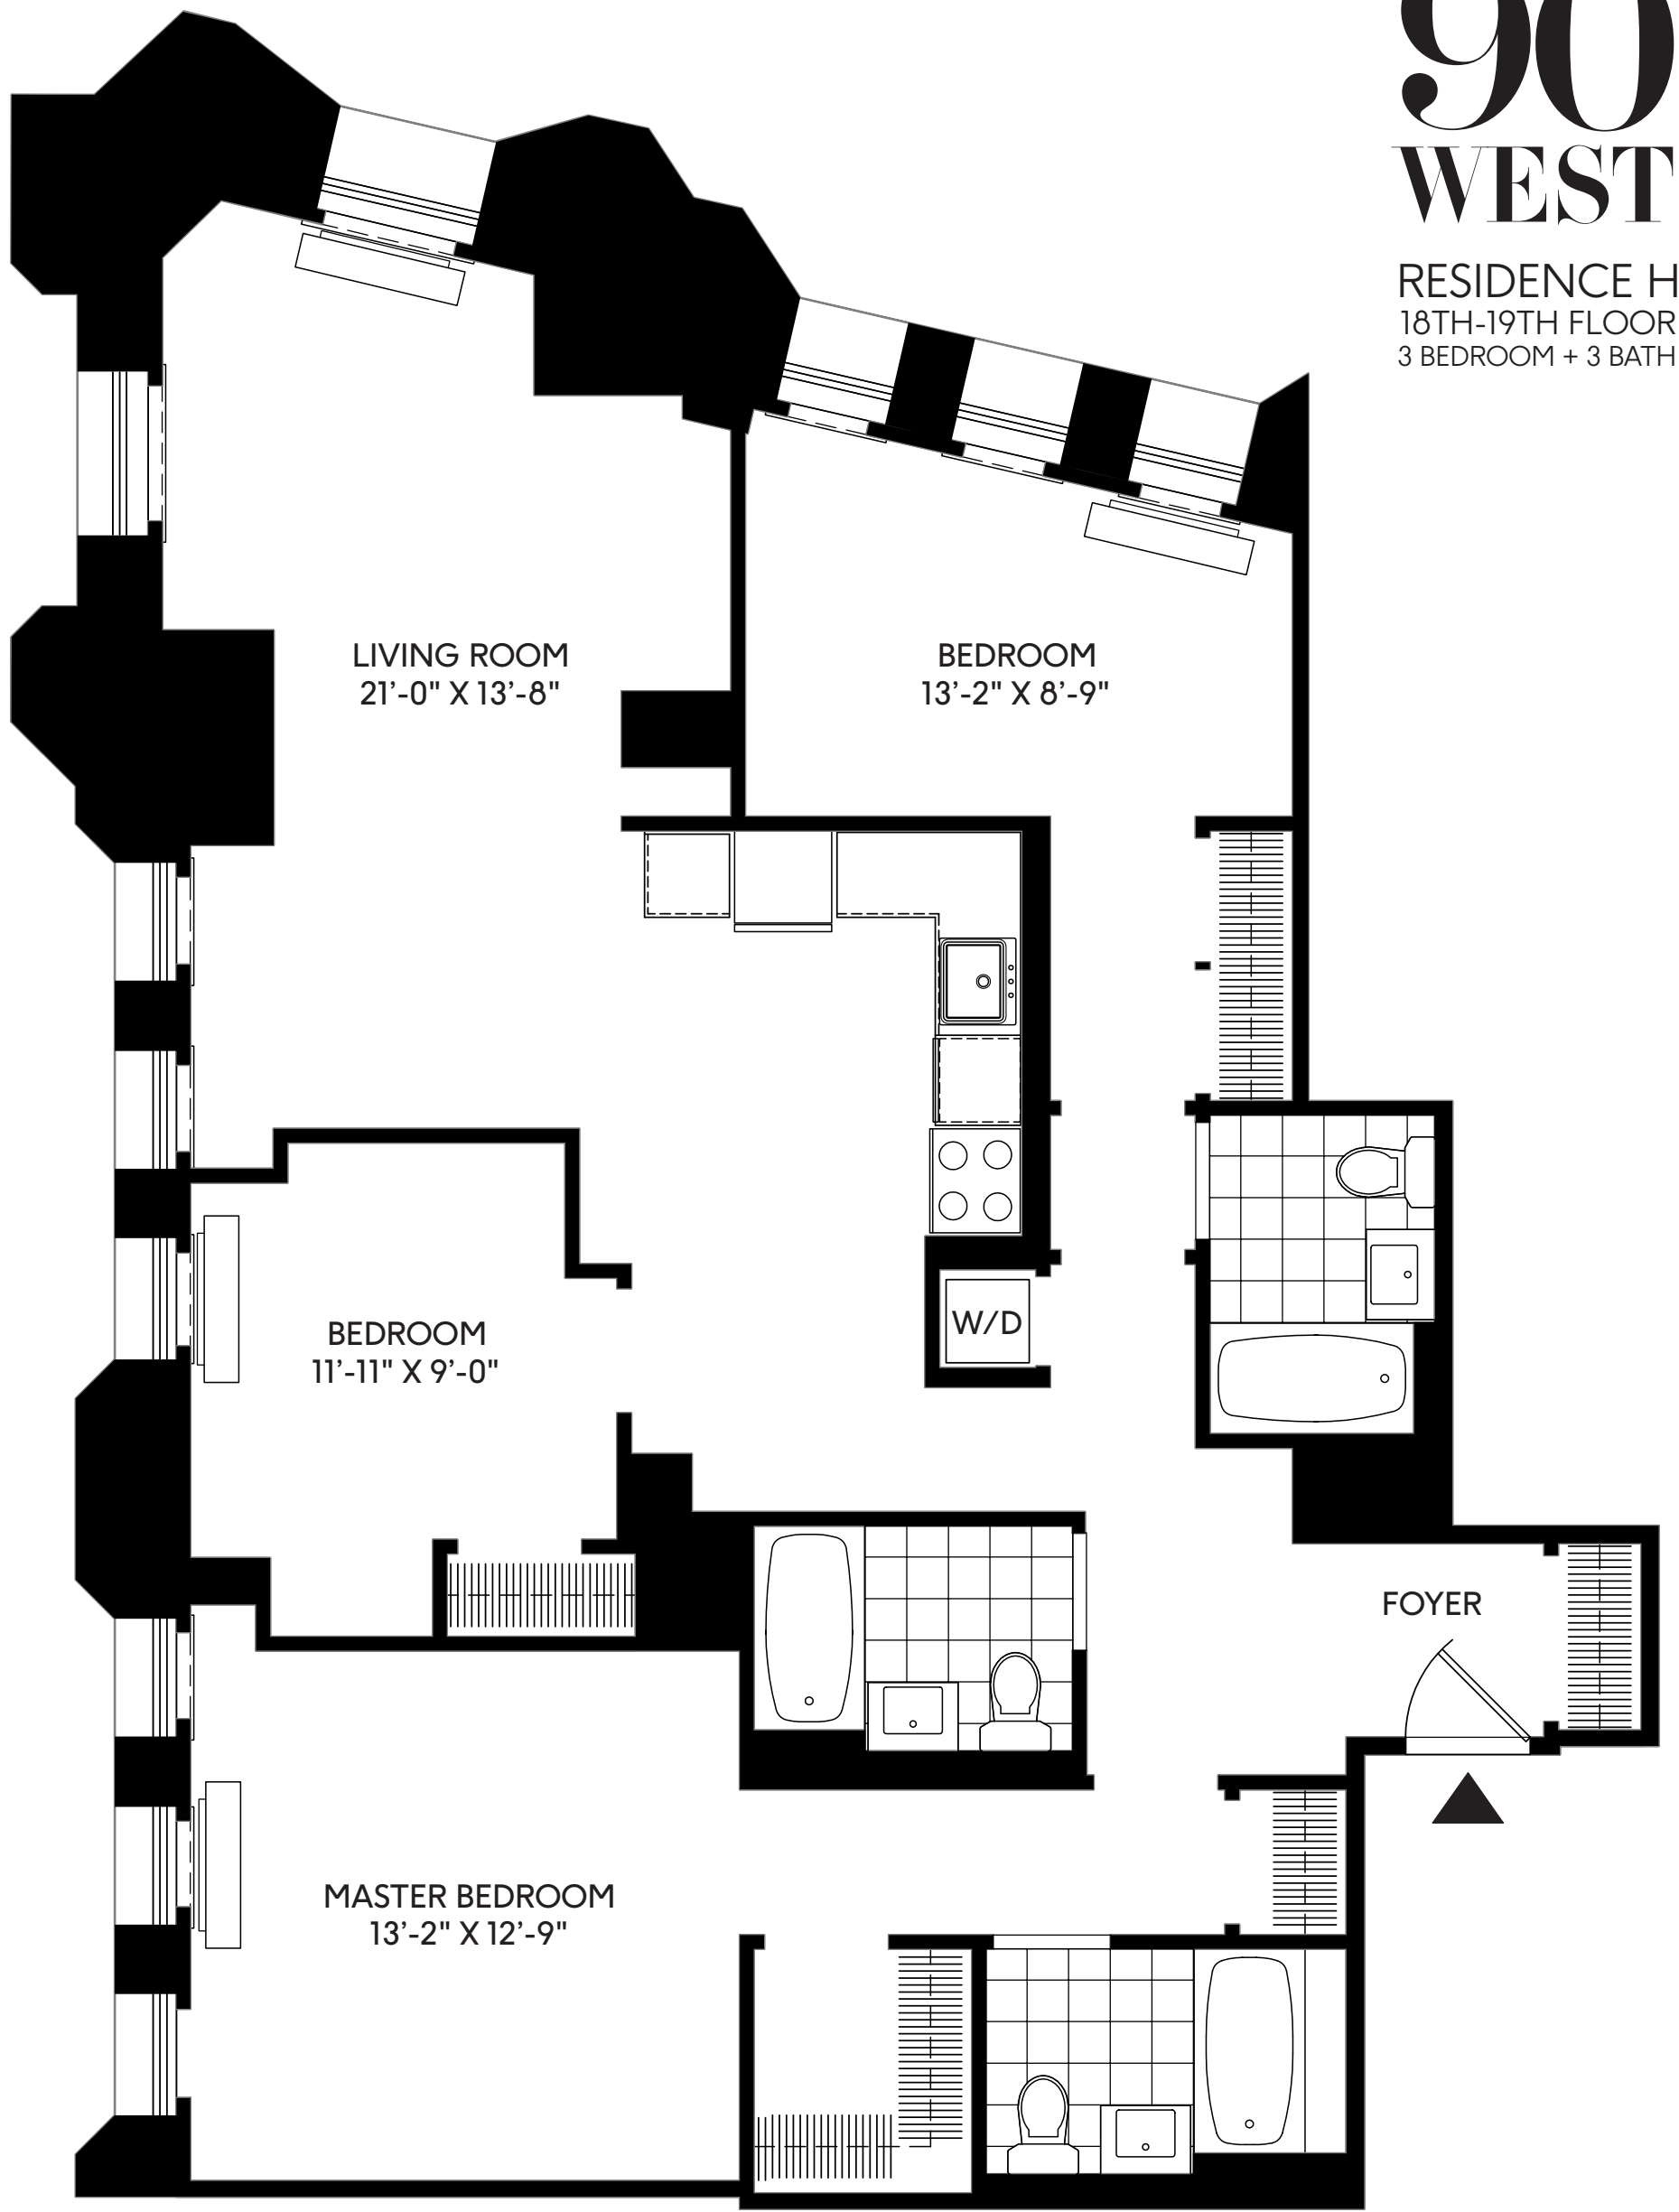 90
WEST
RESIDENCE H
18TH-19TH FLOOR
3 BEDROOM + 3 BATH
LIVING ROOM
21'-0" X 13'-8"
BEDROOM
13'-2" X 8'-9"
W/D
BEDROOM
11'-11" X 9'-0"
FOYER
MASTER BEDROOM
13'-2" X 12'-9"